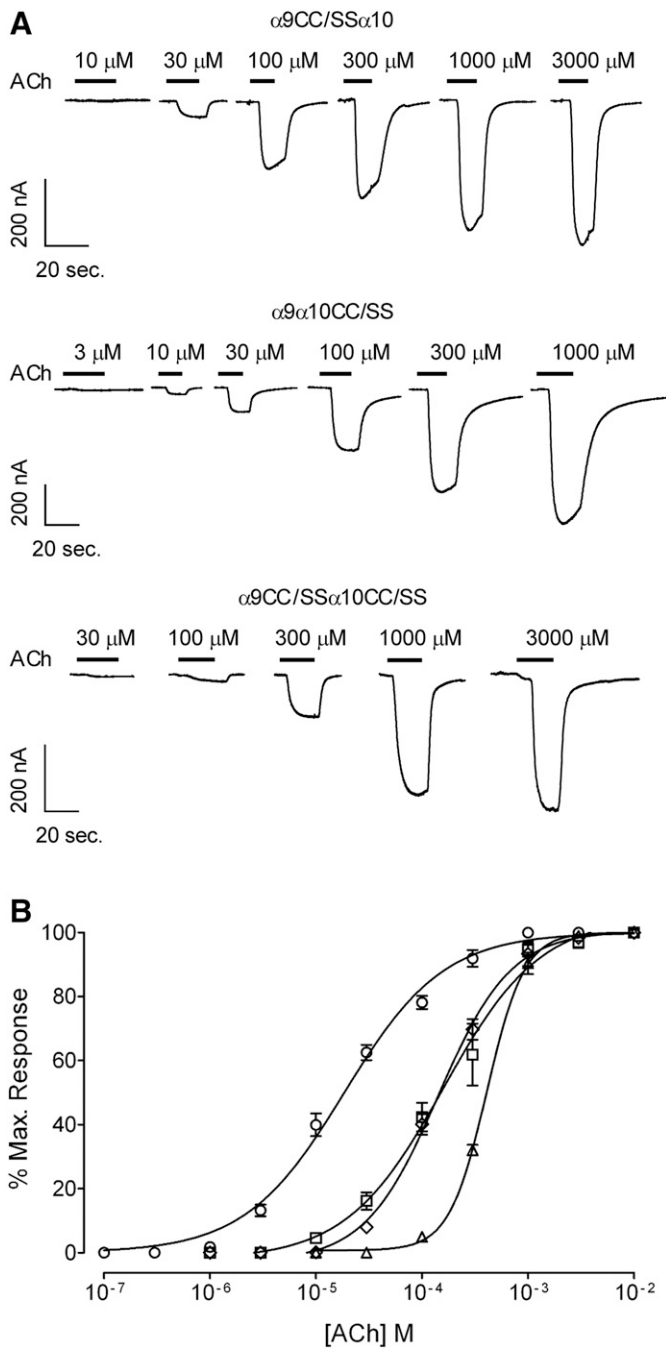 A
α9CC/SSα10
10 μM 30 μM 100 μM 300 μM 1000 μM 3000 μM
ACh
200 nA
20 sec.
α9α10CC/SS
3 μM 10 μM 30 μM 100 μM 300 μM 1000 μM
ACh
200 nA
20 sec.
α9CC/SSα10CC/SS
30 μM 100 μM 300 μM 1000 μM 3000 μM
ACh
200 nA
20 sec.
B
% Max. Response
100
80
60
40
20
0
10⁻⁷ 10⁻⁶ 10⁻⁵ 10⁻⁴ 10⁻³ 10⁻²
[ACh] M